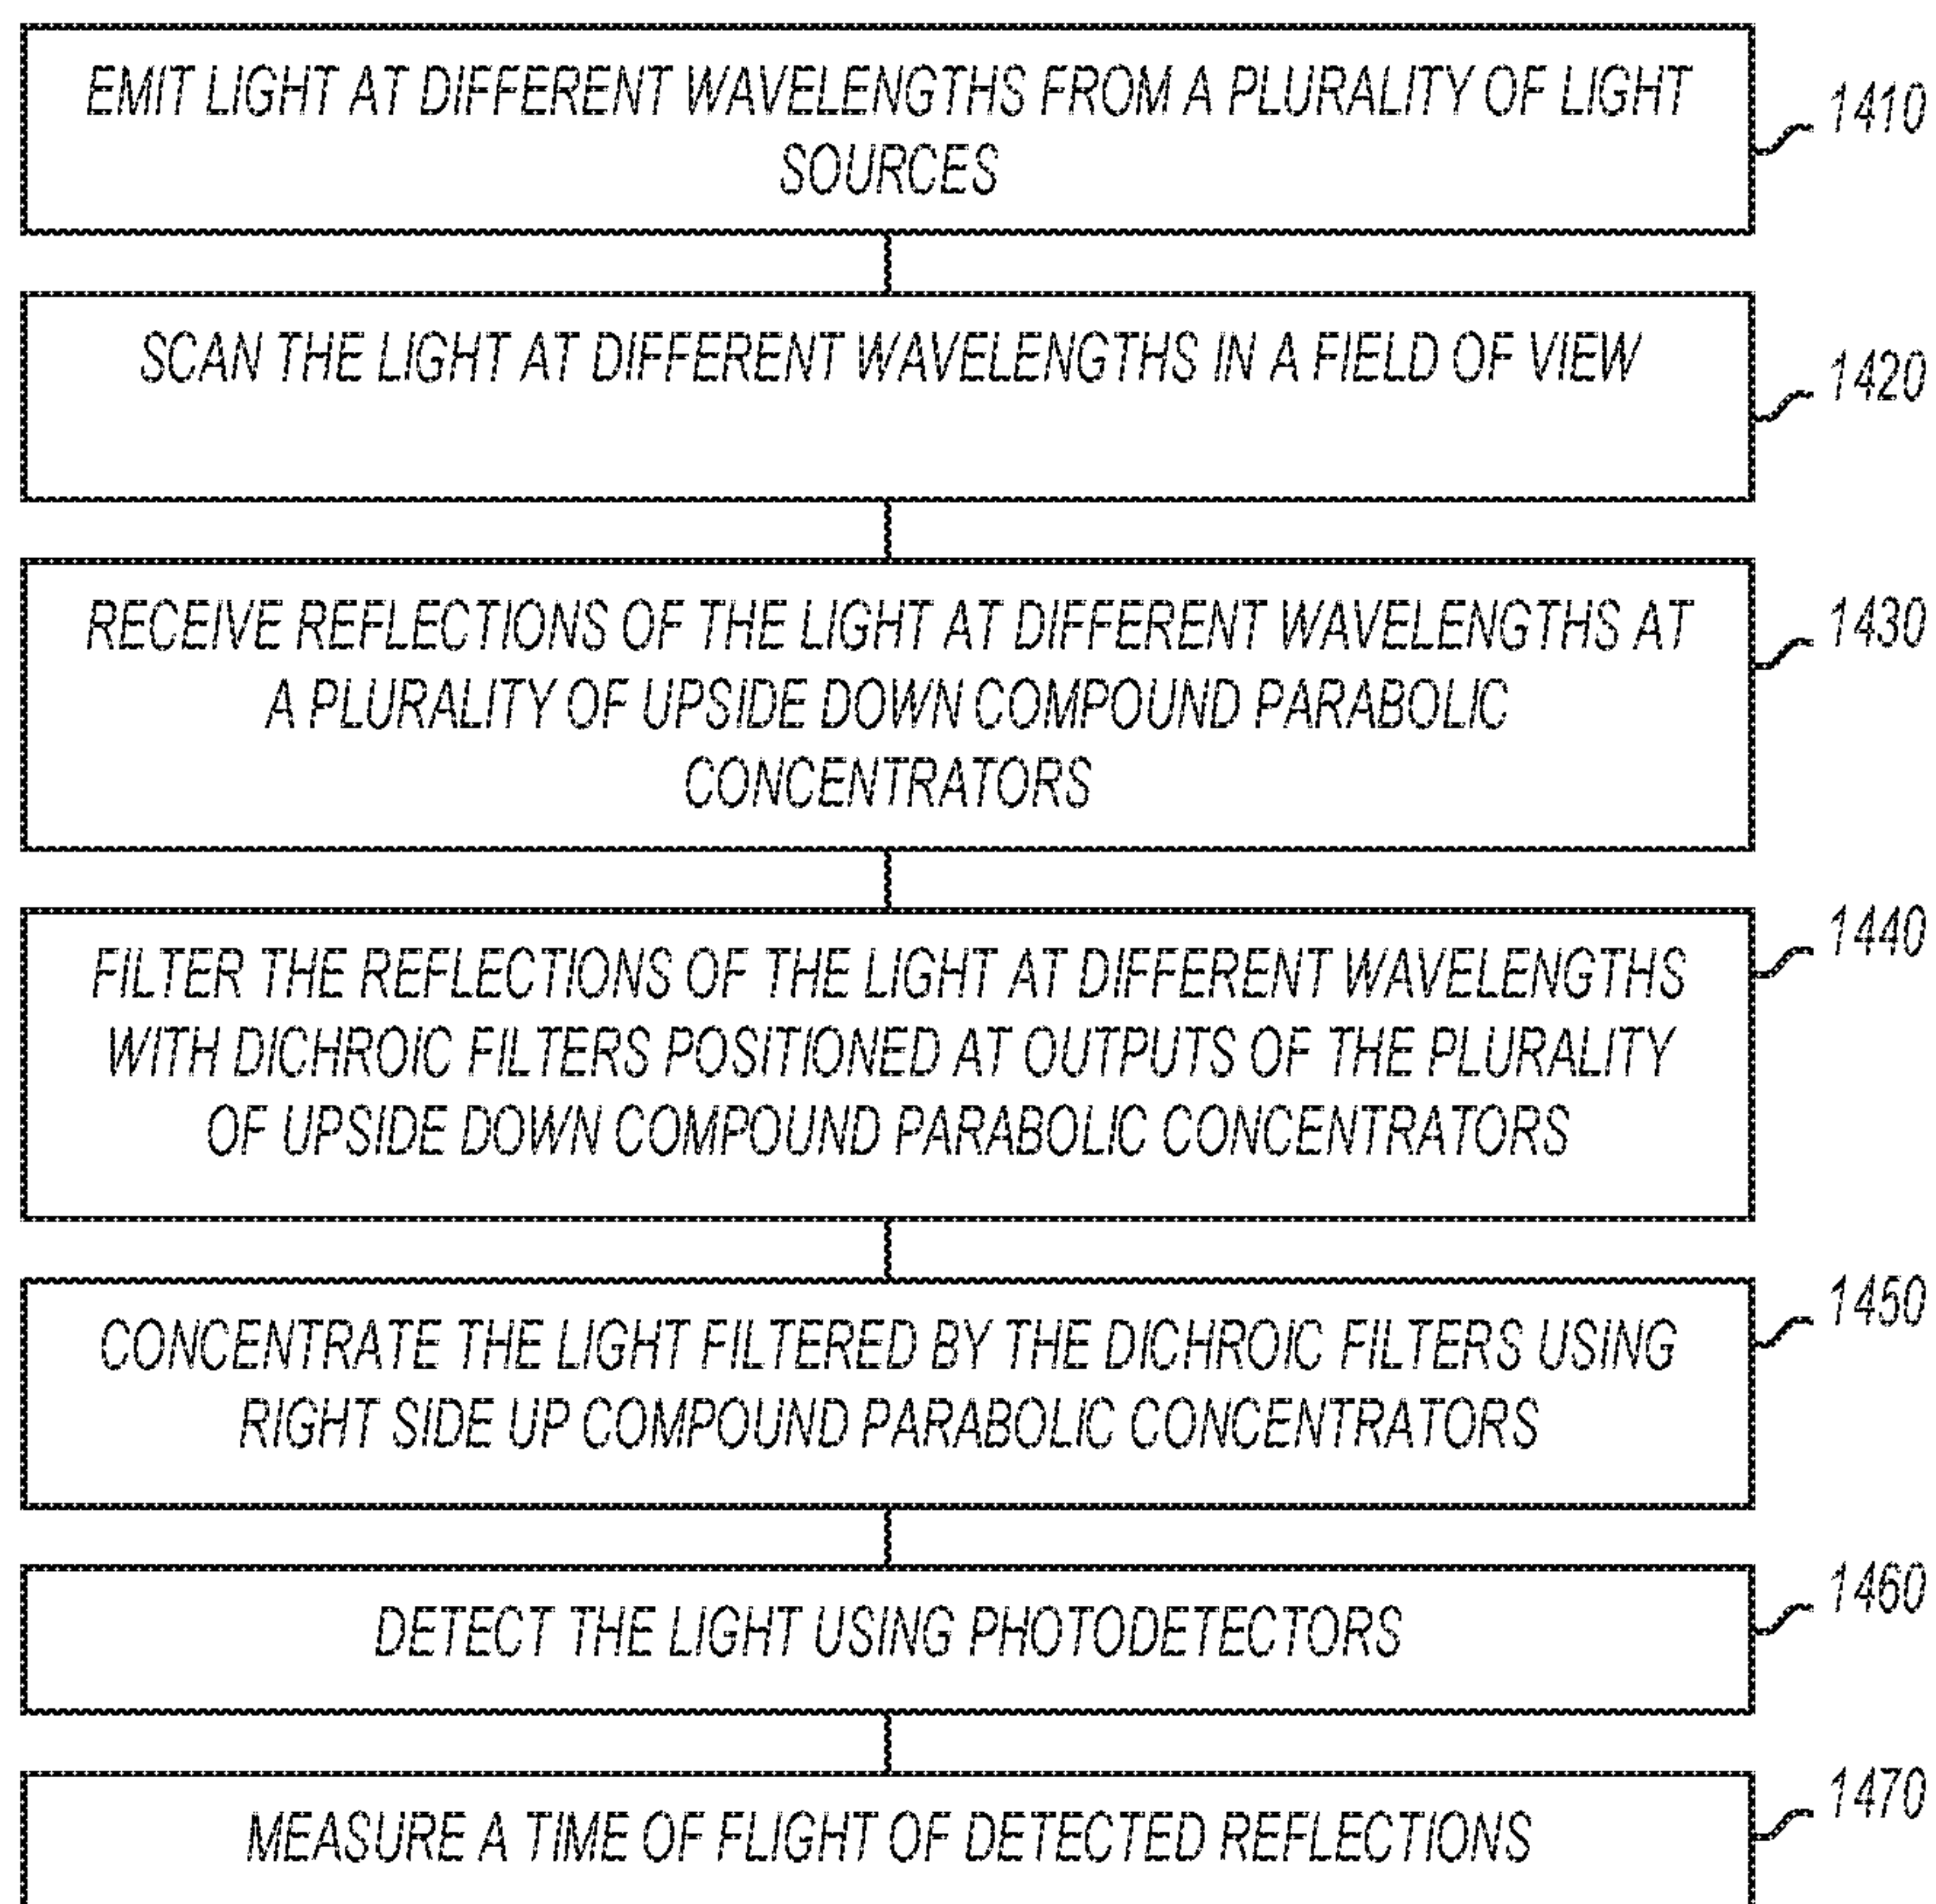 EMIT LIGHT AT DIFFERENT WAVELENGTHS FROM A PLURALITY OF LIGHT
SOURCES
1410
SCAN THE LIGHT AT DIFFERENT WAVELENGTHS IN A FIELD OF VIEW
1420
RECEIVE REFLECTIONS OF THE LIGHT AT DIFFERENT WAVELENGTHS AT
A PLURALITY OF UPSIDE DOWN COMPOUND PARABOLIC
CONCENTRATORS
1430
FILTER THE REFLECTIONS OF THE LIGHT AT DIFFERENT WAVELENGTHS
WITH DICHROIC FILTERS POSITIONED AT OUTPUTS OF THE PLURALITY
OF UPSIDE DOWN COMPOUND PARABOLIC CONCENTRATORS
1440
CONCENTRATE THE LIGHT FILTERED BY THE DICHROIC FILTERS USING
RIGHT SIDE UP COMPOUND PARABOLIC CONCENTRATORS
1450
DETECT THE LIGHT USING PHOTODETECTORS
1460
MEASURE A TIME OF FLIGHT OF DETECTED REFLECTIONS
1470